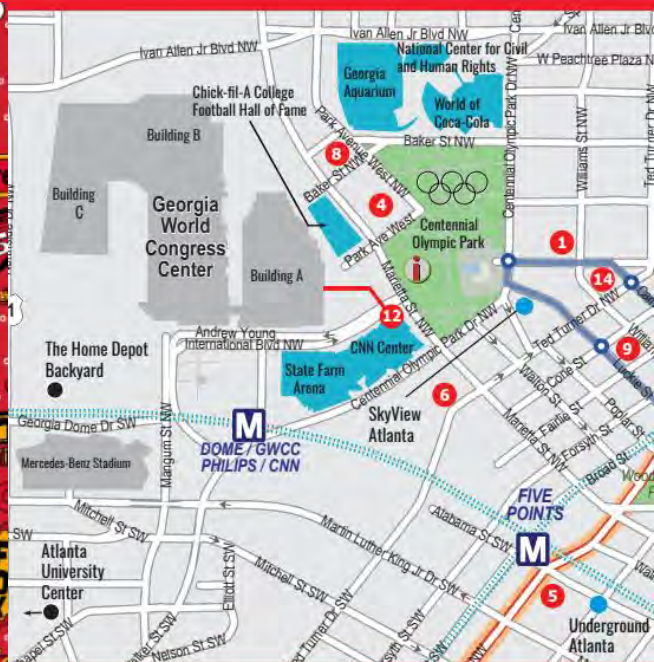 Ivan Allen Jr Blvd NW
Ivan Allen Jr Blvd NW
National Center for Civil
and Human Rights
W Peachtree Plaza N
Georgia
Aquarium
World of
Coca-Cola
Centennial Olympic Park Dr NW
Williams St NW
Chick-fil-A College
Football Hall of Fame
Park Avenue West NW
Baker St NW
Building B
8
Baker St NW
Building
C
4
Georgia
World
Congress
Center
Centennial
Olympic Park
Park Ave West
1
i
Building A
14
12
Marietta St NW
Andrew Young
International Blvd NW
CNN Center
Centennial Olympic Park Dr NW
Ted Turner Dr NW
9
The Home Depot
Backyard
State Farm
Arena
Cone St
Luckie St
Walton St
6
SkyView
Atlanta
Fairlie St
Poplar St
Marietta St NW
Forsyth St
Broad St
Georgia Dome Dr SW
M
DOME / GWCC
PHILIPS / CNN
Mangum St NW
Mercedes-Benz Stadium
FIVE
POINTS
M
Mitchell St SW
Alabama St SW
Martin Luther King Jr Dr SW
SW
Atlanta
University
Center
Mitchell St SW
Elliott St SW
5
Underground
Atlanta
Nelson St SW